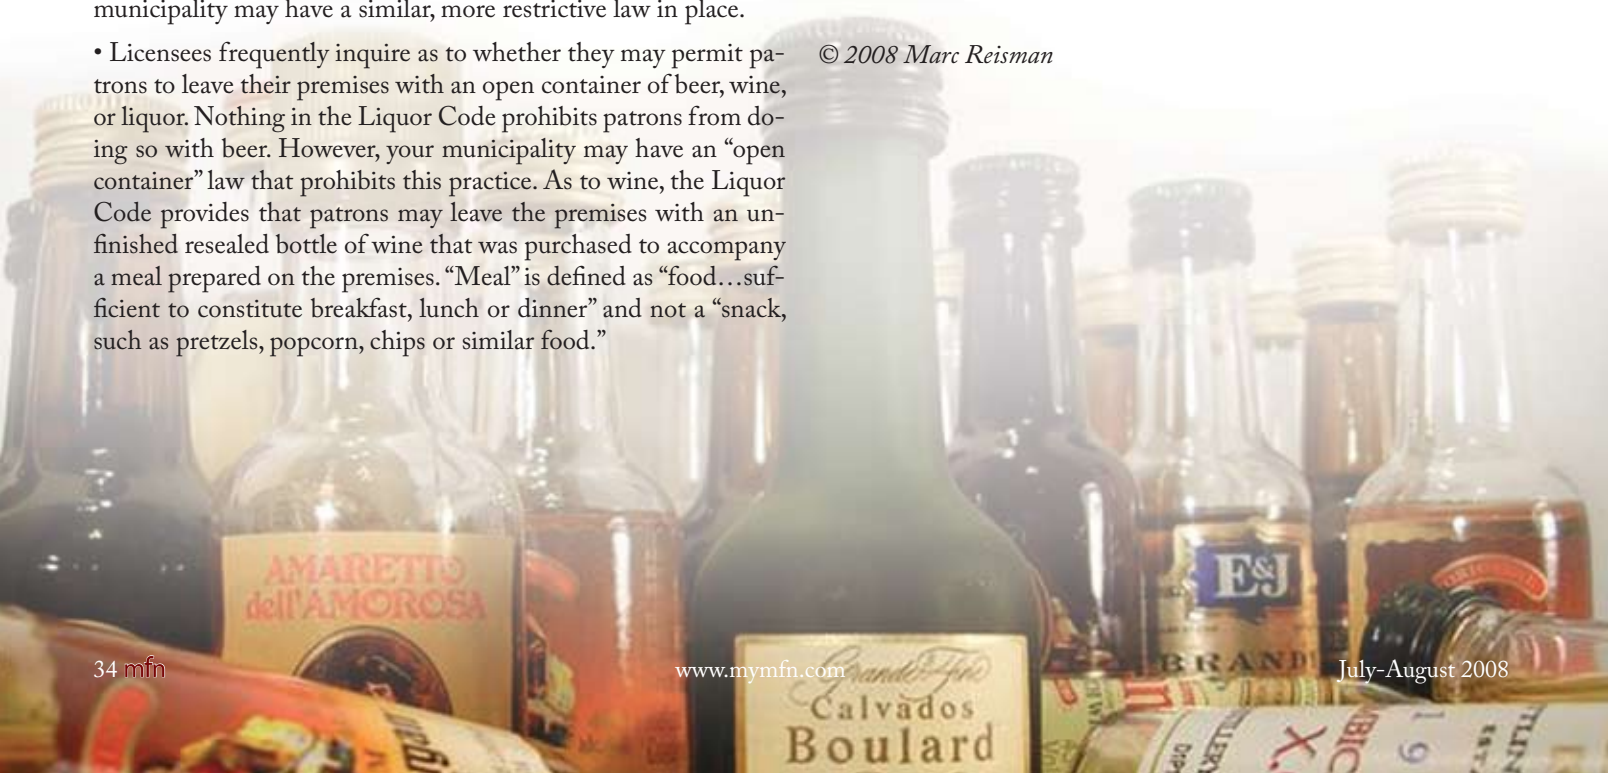 municipality may have a similar, more restrictive law in place.
• Licensees frequently inquire as to whether they may permit pa-
trons to leave their premises with an open container of beer, wine,
or liquor. Nothing in the Liquor Code prohibits patrons from do-
ing so with beer. However, your municipality may have an “open
container” law that prohibits this practice. As to wine, the Liquor
Code provides that patrons may leave the premises with an un-
finished resealed bottle of wine that was purchased to accompany
a meal prepared on the premises. “Meal” is defined as “food…suf-
ficient to constitute breakfast, lunch or dinner” and not a “snack,
such as pretzels, popcorn, chips or similar food.”
© 2008 Marc Reisman
AMARETTO
dell'AMOROSA
E&J
BRANDY
Calvados
Boulard
X.O.
34 mfn
www.mymfn.com
July-August 2008